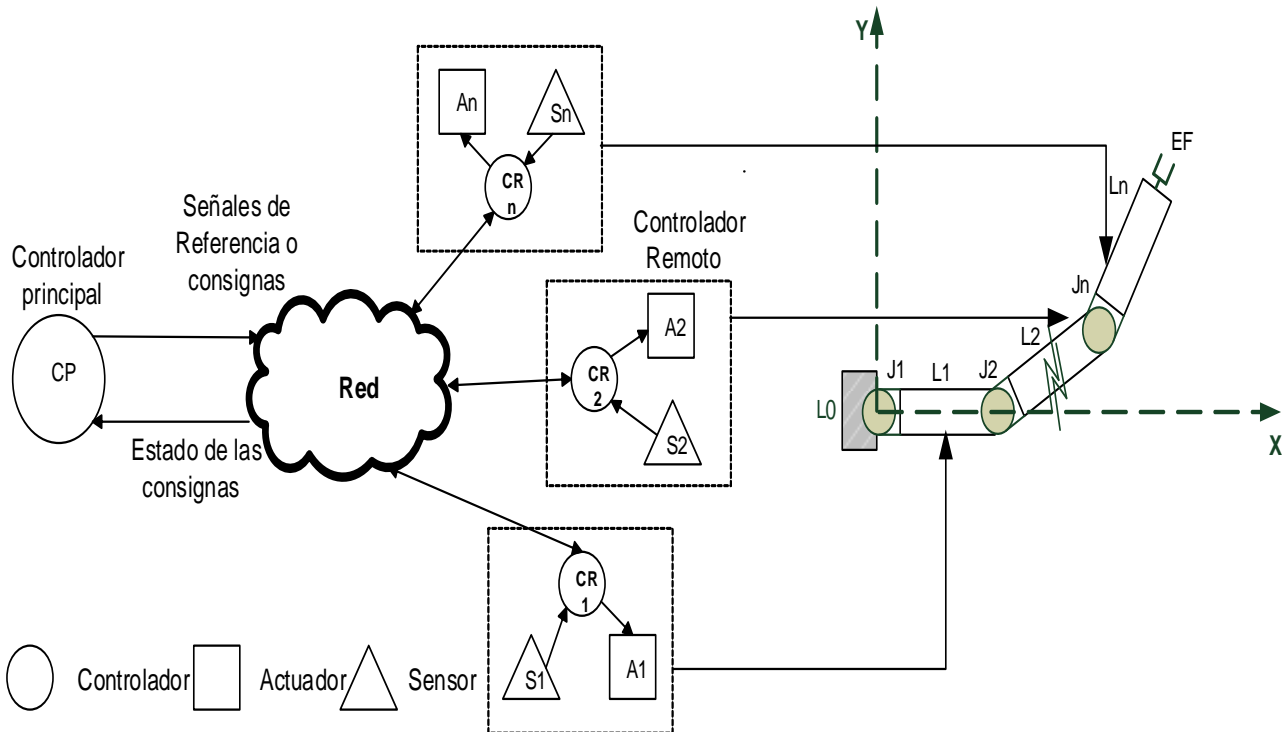 Y
An
Sn
CR
n
EF
Ln
Señales de
Referencia o
consignas
Controlador
Remoto
Controlador
principal
Jn
A2
L2
CP
Red
CR
2
J1
L1
J2
L0
S2
X
Estado de las
consignas
CR
1
S1
A1
Controlador
Actuador
Sensor